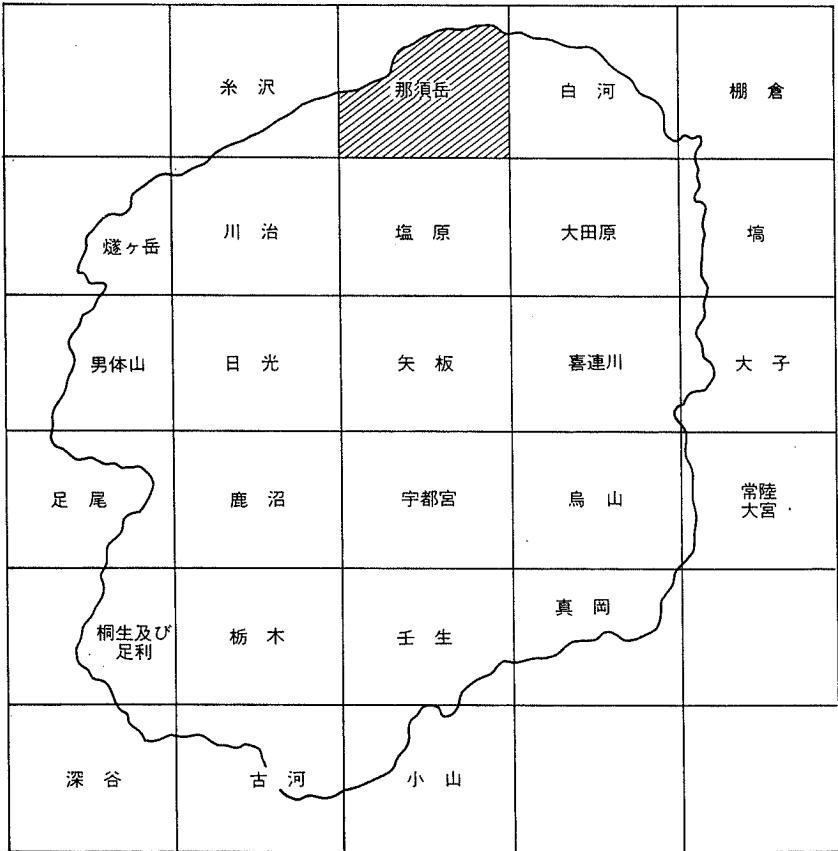 糸沢
那須岳
白河
棚倉
燧ヶ岳
川治
塩原
大田原
塙
男体山
日光
矢板
喜連川
大子
足尾
鹿沼
宇都宮
烏山
常陸
大宮
桐生及び
足利
栃木
壬生
真岡
深谷
古河
小山